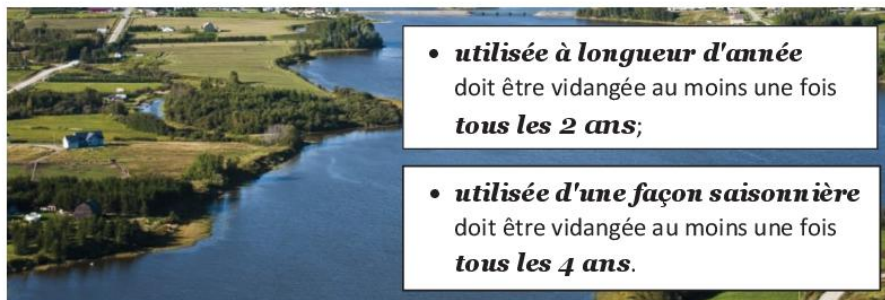 • utilisée à longueur d'année
doit être vidangée au moins une fois
tous les 2 ans;
• utilisée d'une façon saisonnière
doit être vidangée au moins une fois
tous les 4 ans.